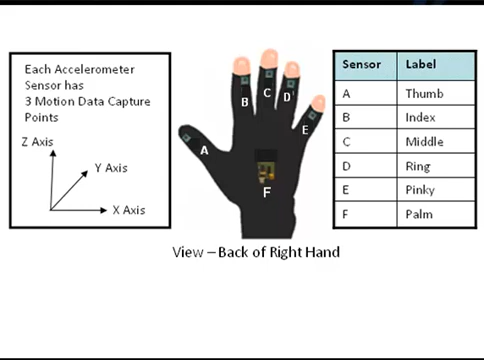 Each Accelerometer
Sensor has
3 Motion Data Capture
Points
Z Axis
Y Axis
X Axis
A
B
C
D
E
F
Sensor Label
A Thumb
B Index
C Middle
D Ring
E Pinky
F Palm
View – Back of Right Hand